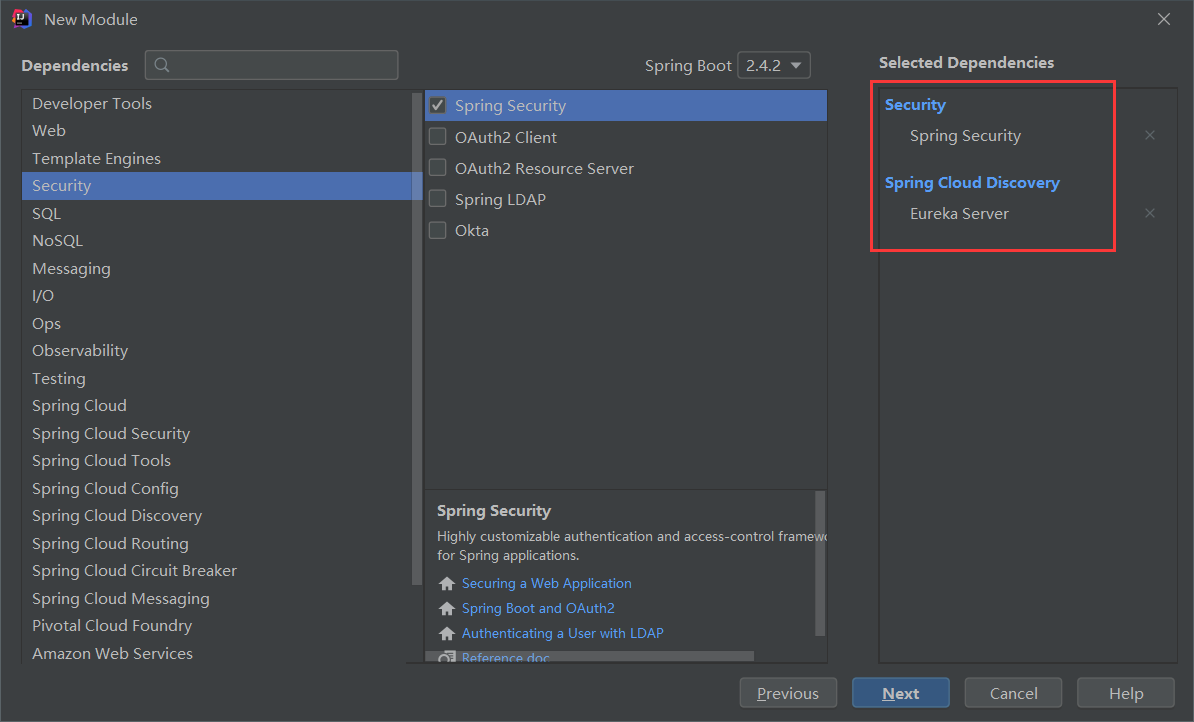 New Module
Dependencies
Spring Boot 2.4.2
Selected Dependencies
Developer Tools
Web
Template Engines
Security
SQL
NoSQL
Messaging
I/O
Ops
Observability
Testing
Spring Cloud
Spring Cloud Security
Spring Cloud Tools
Spring Cloud Config
Spring Cloud Discovery
Spring Cloud Routing
Spring Cloud Circuit Breaker
Spring Cloud Messaging
Pivotal Cloud Foundry
Amazon Web Services
Spring Security
OAuth2 Client
OAuth2 Resource Server
Spring LDAP
Okta
Spring Security
Highly customizable authentication and access-control framew
for Spring applications.
Securing a Web Application
Spring Boot and OAuth2
Authenticating a User with LDAP
Reference doc
Security
Spring Security
Spring Cloud Discovery
Eureka Server
Previous
Next
Cancel
Help